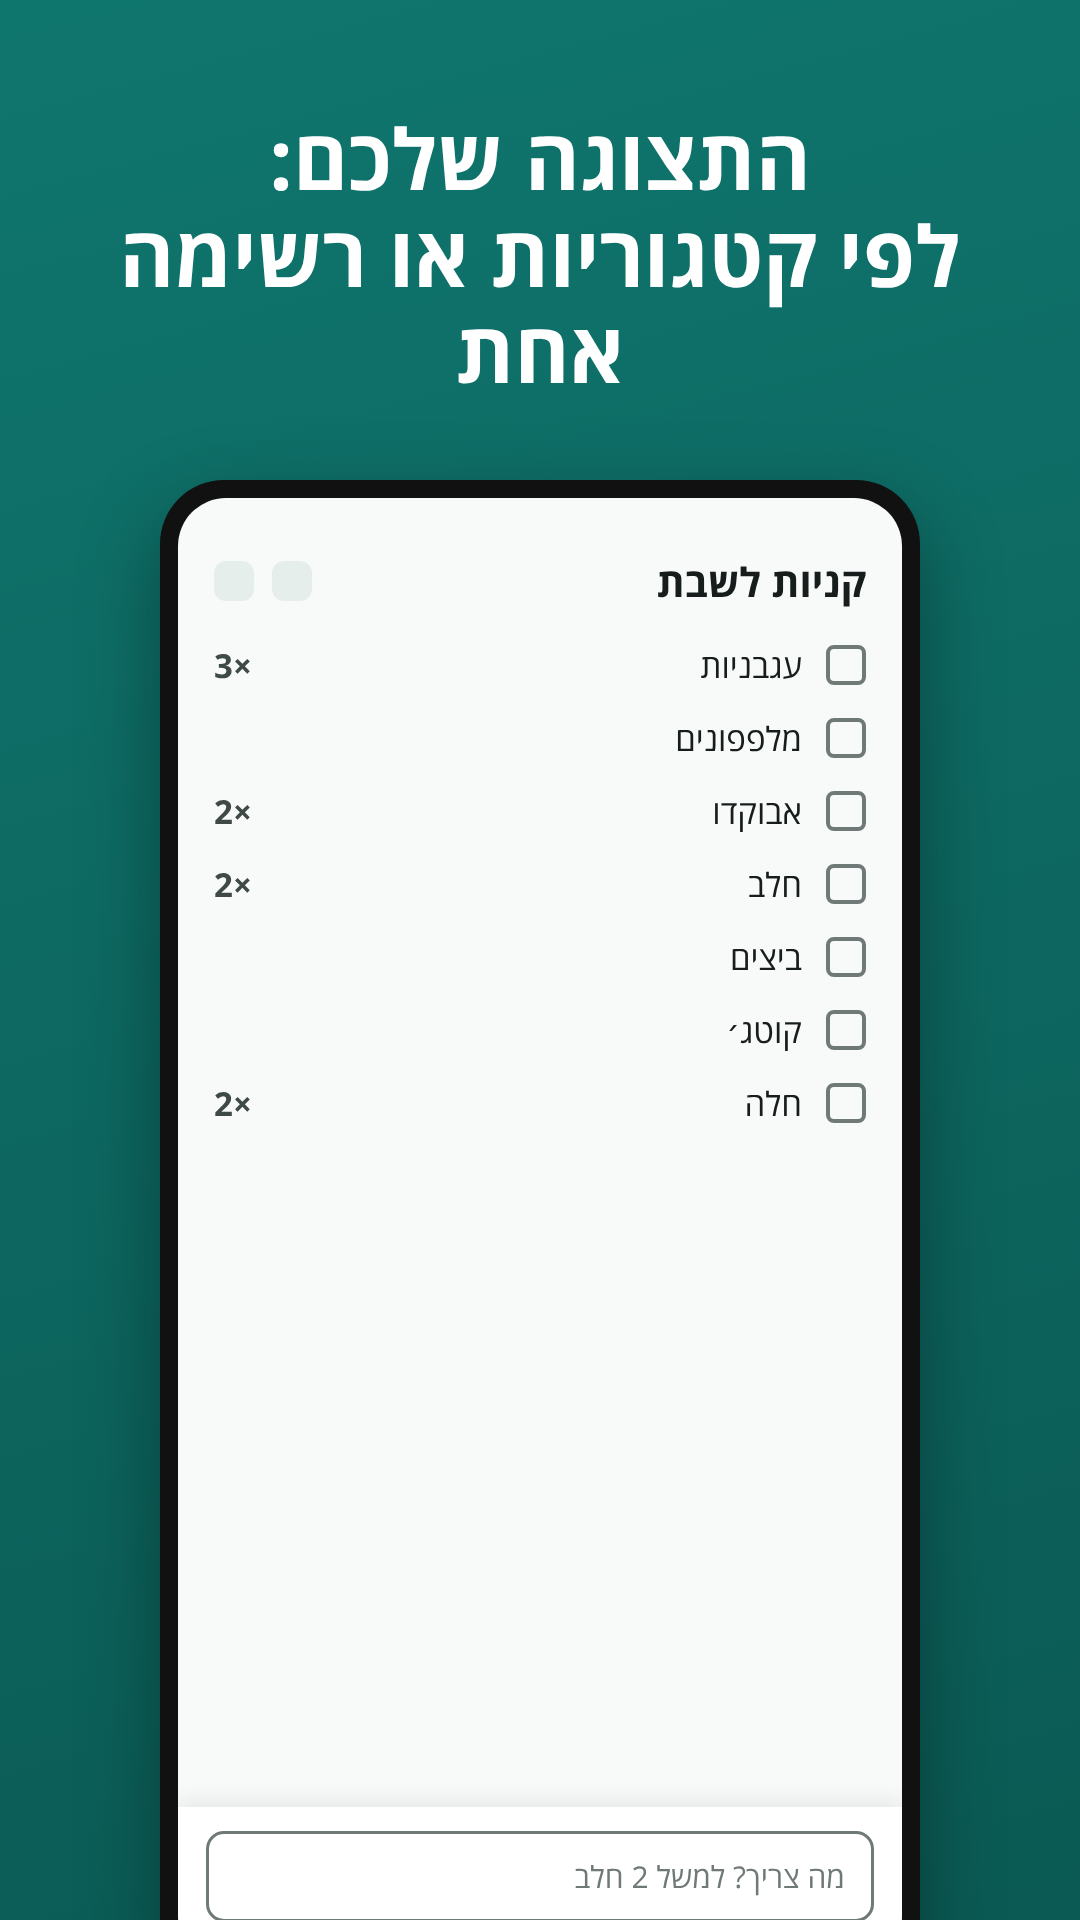 התצוגה שלכם:
לפי קטגוריות או רשימה
אחת
קניות לשבת
עגבניות ×3
מלפפונים
אבוקדו ×2
חלב ×2
ביצים
קוטג׳
חלה ×2
מה צריך? למשל 2 חלב